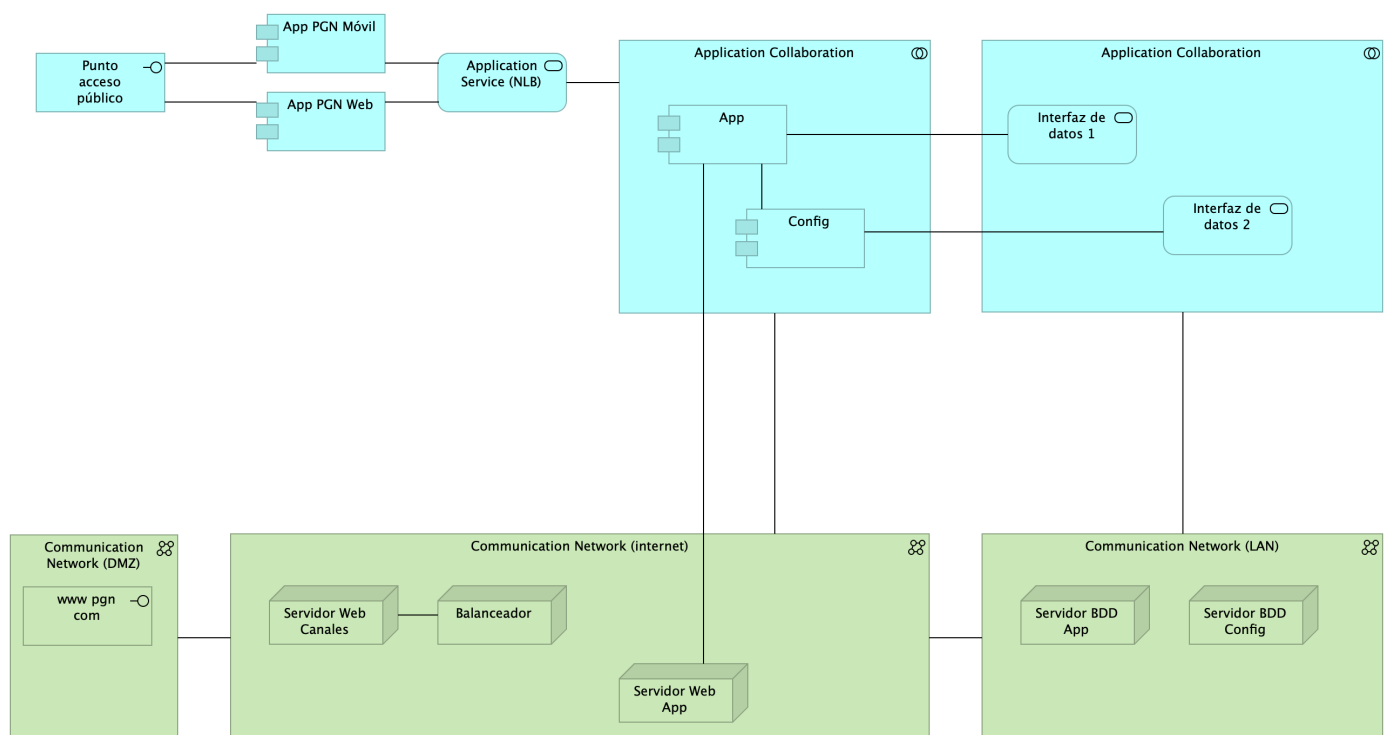 App PGN Móvil
Punto
acceso
público
App PGN Web
Application
Service (NLB)
Application Collaboration
App
Config
Application Collaboration
Interfaz de
datos 1
Interfaz de
datos 2
Communication
Network (DMZ)
www pgn
com
Communication Network (internet)
Servidor Web
Canales
Balanceador
Servidor Web
App
Communication Network (LAN)
Servidor BDD
App
Servidor BDD
Config